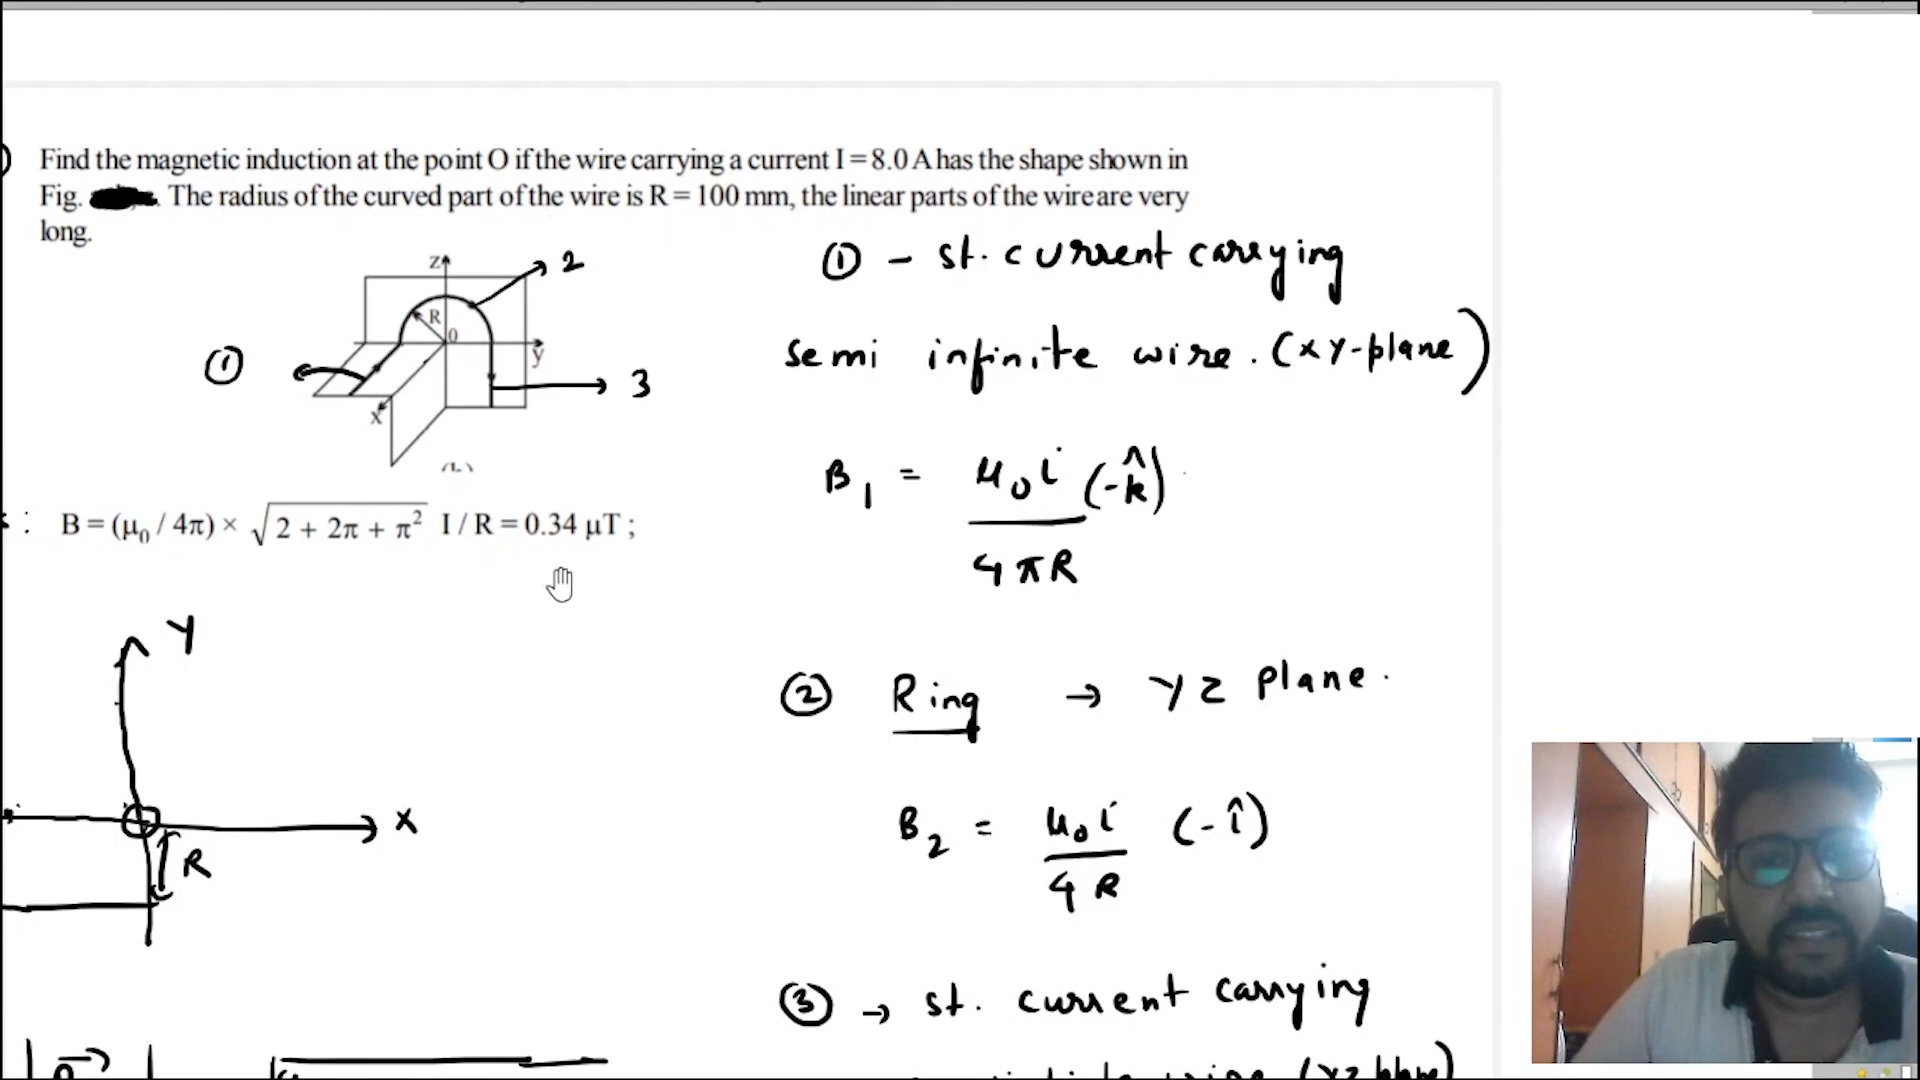 Find the magnetic induction at the point O if the wire carrying a current I = 8.0 A has the shape shown in
Fig. The radius of the curved part of the wire is R = 100 mm, the linear parts of the wire are very
long.
z
2
R
0
y
①
3
x
B = (μ₀ / 4π) × √(2 + 2π + π²) I / R = 0.34 μT ;
Y
X
R
① - st. current carrying
semi infinite wire. (XY-plane)
B₁ = μ₀i / 4πR (-k̂)
② Ring → YZ plane.
B₂ = μ₀i / 4R (-î)
③ → st. current carrying